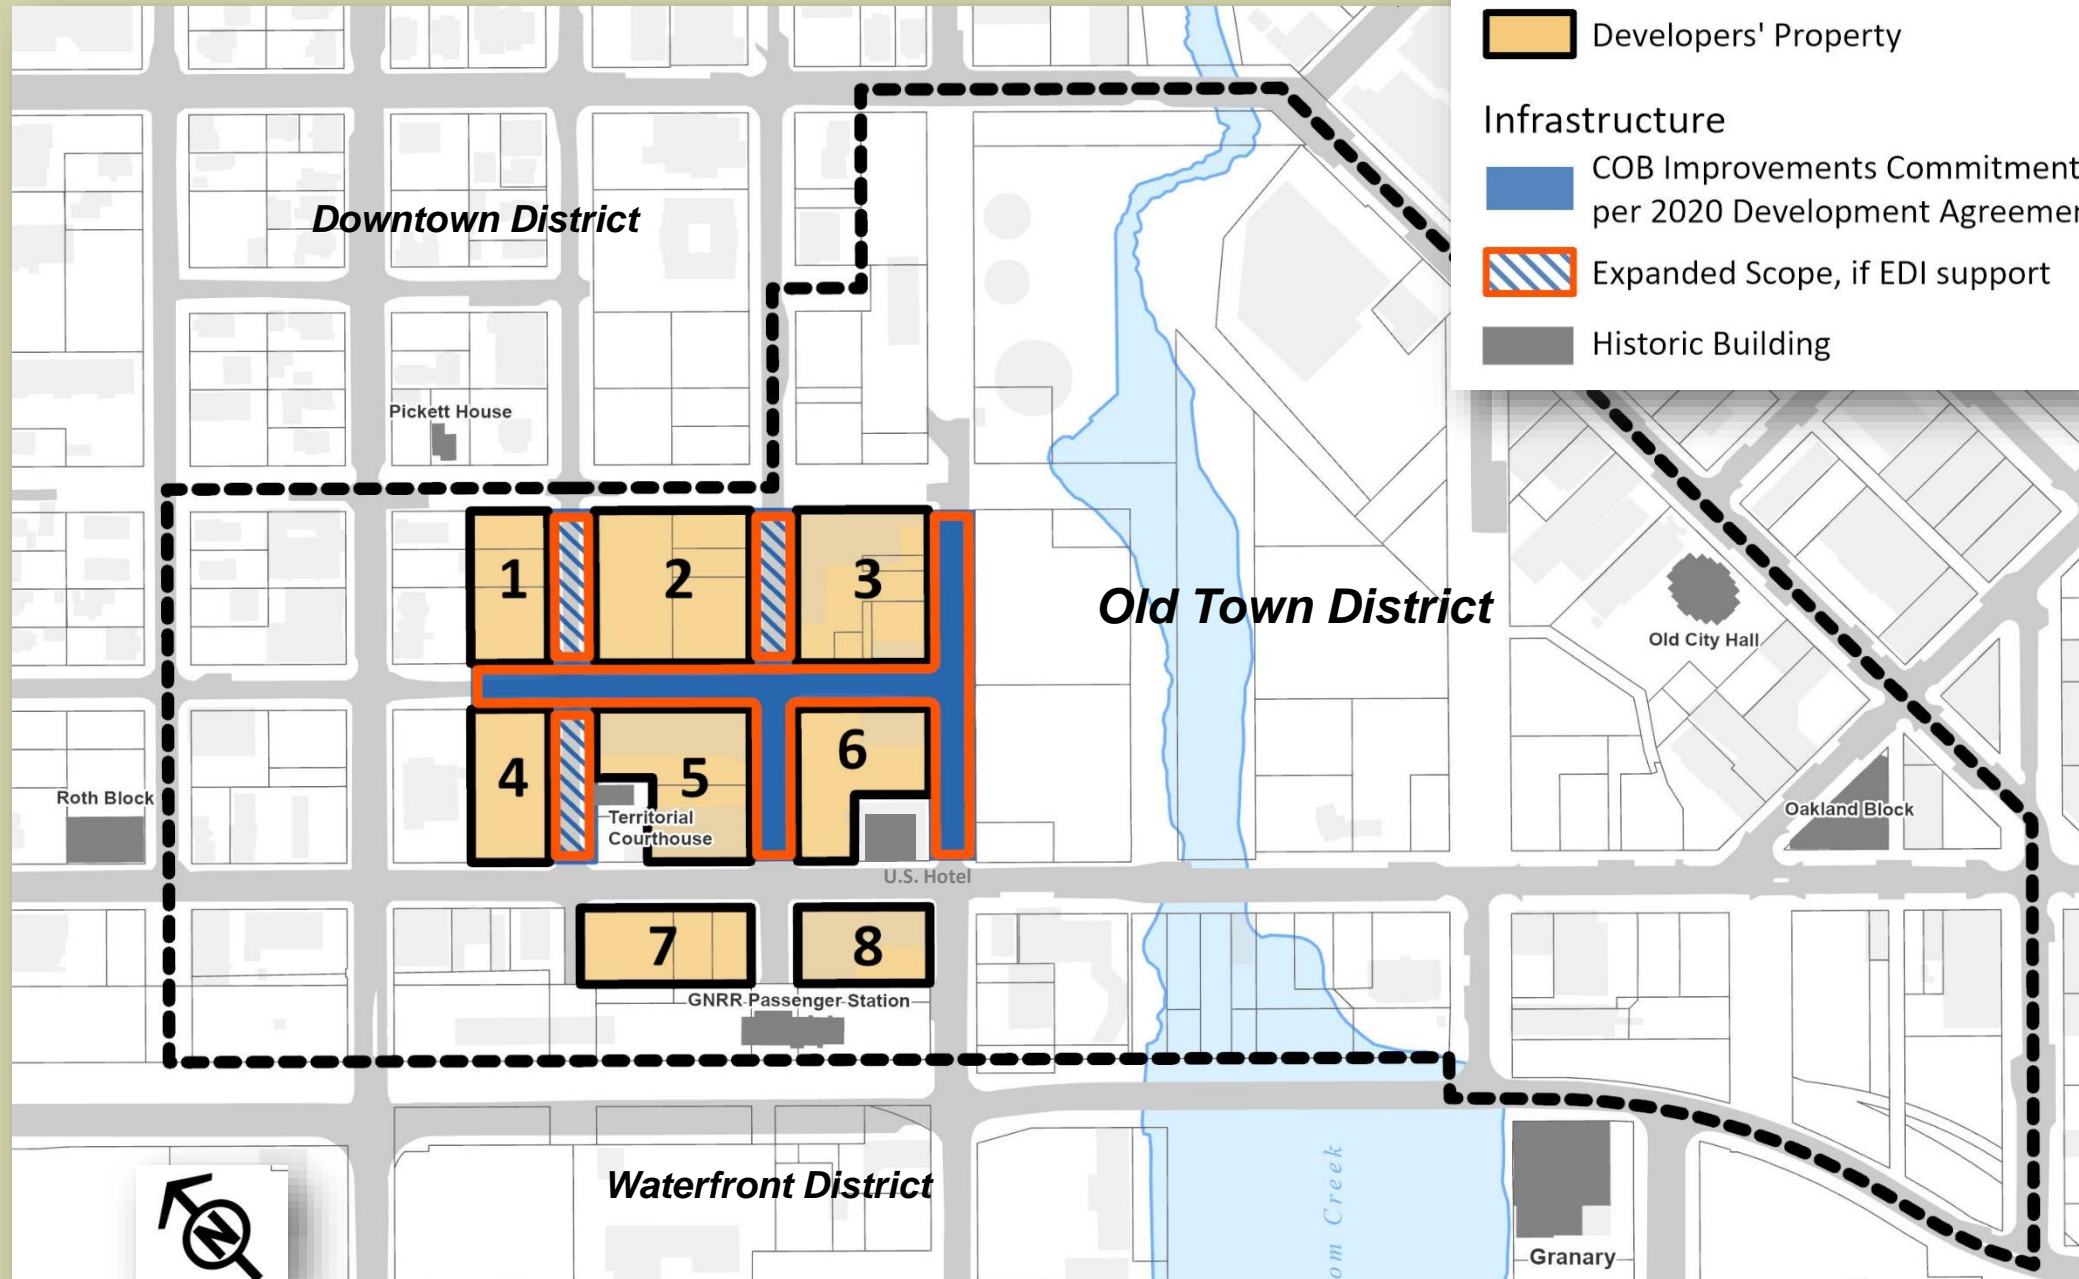 Developers' Property
Infrastructure
COB Improvements Commitment
per 2020 Development
Expanded Scope, if EDI support
Historic Building
Downtown District
Pickett House
1
2
3
Old Town District
Old City Hall
4
5
6
Roth Block
Territorial
Courthouse
Oakland Block
U.S. Hotel
7
8
GNRR Passenger Station
Waterfront District
Creek
N
Granary